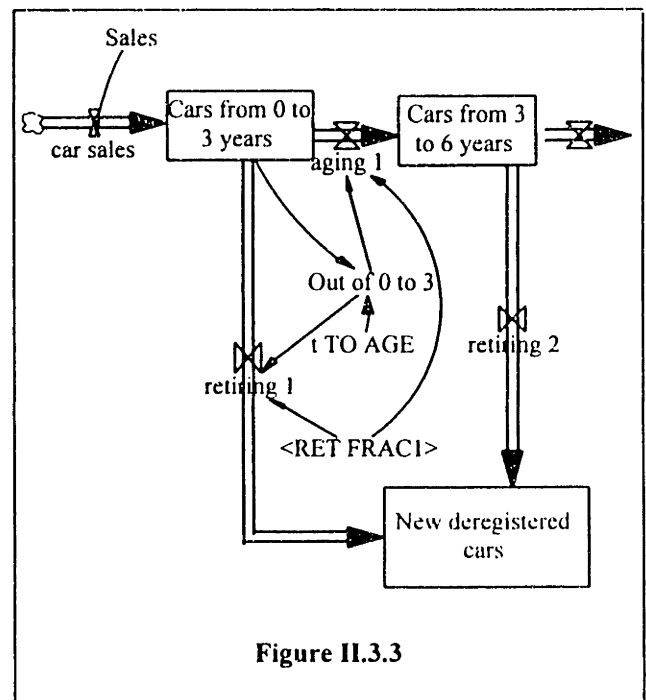 Sales
Cars from 0 to
3 years
Cars from 3
to 6 years
car sales
aging 1
Out of 0 to 3
t TO AGE
retiring 2
retiring 1
<RET FRAC1>
New deregistered
cars
Figure II.3.3